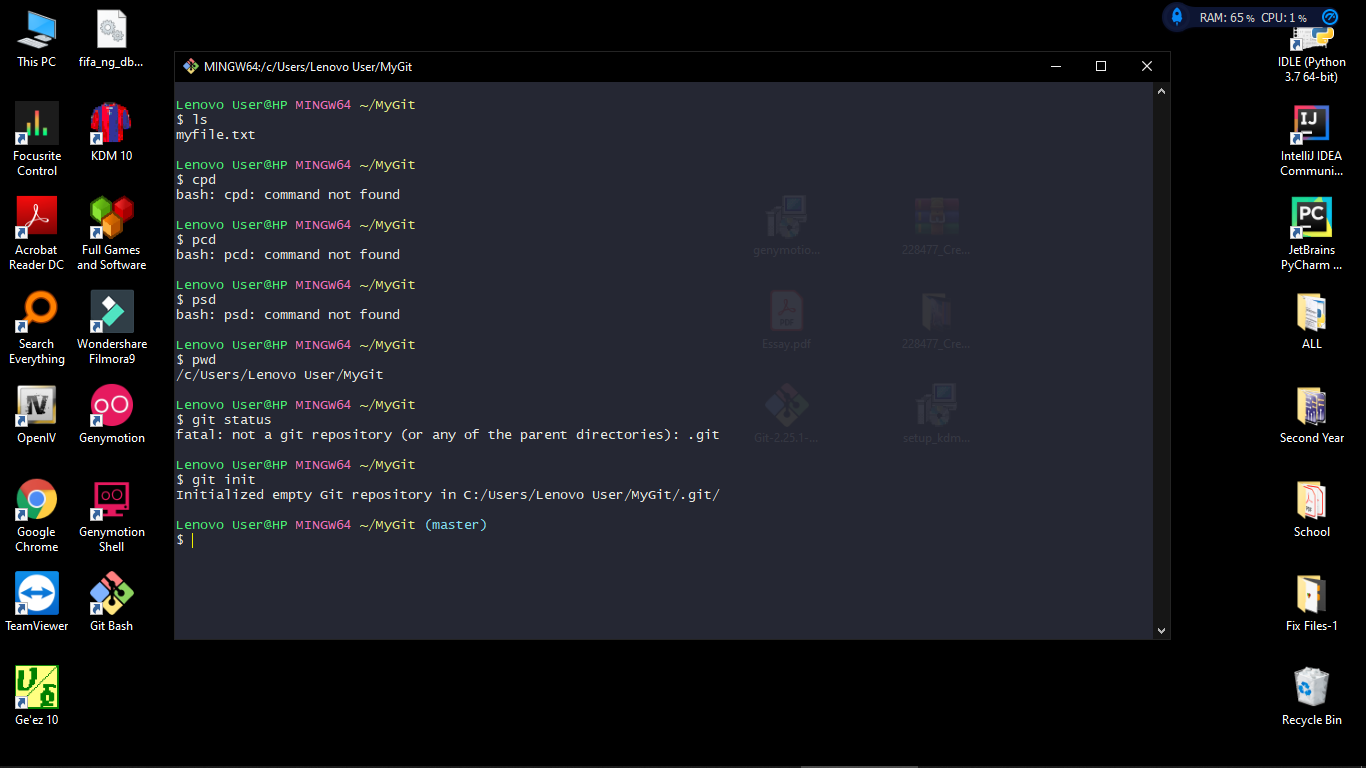 RAM: 65 % CPU: 1 %
This PC
fifa_ng_db...
Focusrite
Control
KDM 10
Acrobat
Reader DC
Full Games
and Software
Search
Everything
Wondershare
Filmora9
OpenIV
Genymotion
Google
Chrome
Genymotion
Shell
TeamViewer
Git Bash
Ge'ez 10
MINGW64:/c/Users/Lenovo User/MyGit
Lenovo User@HP MINGW64 ~/MyGit
$ ls
myfile.txt
Lenovo User@HP MINGW64 ~/MyGit
$ cpd
bash: cpd: command not found
Lenovo User@HP MINGW64 ~/MyGit
$ pcd
bash: pcd: command not found
Lenovo User@HP MINGW64 ~/MyGit
$ psd
bash: psd: command not found
Lenovo User@HP MINGW64 ~/MyGit
$ pwd
/c/Users/Lenovo User/MyGit
Lenovo User@HP MINGW64 ~/MyGit
$ git status
fatal: not a git repository (or any of the parent directories): .git
Lenovo User@HP MINGW64 ~/MyGit
$ git init
Initialized empty Git repository in C:/Users/Lenovo User/MyGit/.git/
Lenovo User@HP MINGW64 ~/MyGit (master)
$
genymotio...
228477_Cre...
Essay.pdf
228477_Cre...
Git-2.25.1-...
setup_kdm...
IDLE (Python
3.7 64-bit)
IJ
IntelliJ IDEA
Communi...
PC
JetBrains
PyCharm ...
ALL
Second Year
School
Fix Files-1
Recycle Bin